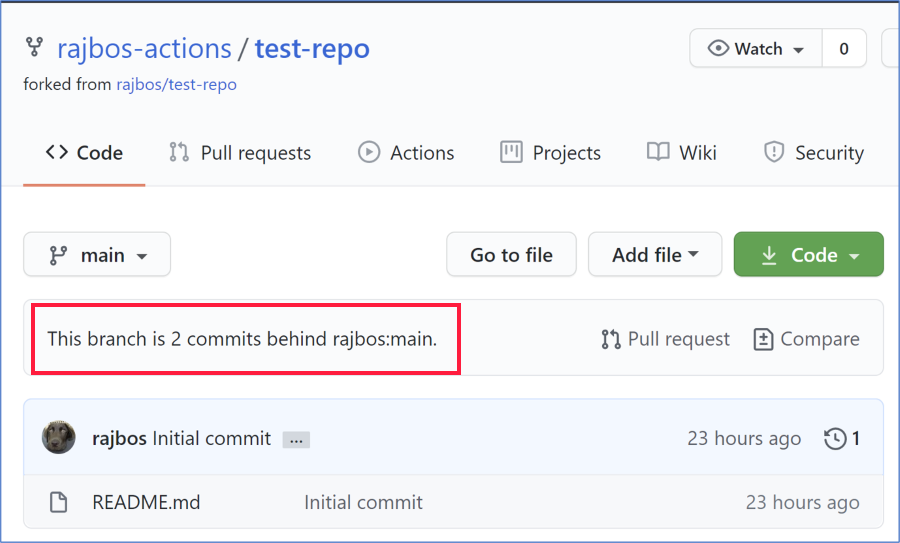 rajbos-actions / test-repo
Watch 0
forked from rajbos/test-repo
Code Pull requests Actions Projects Wiki Security
main Go to file Add file Code
This branch is 2 commits behind rajbos:main. Pull request Compare
rajbos Initial commit ... 23 hours ago 1
README.md Initial commit 23 hours ago